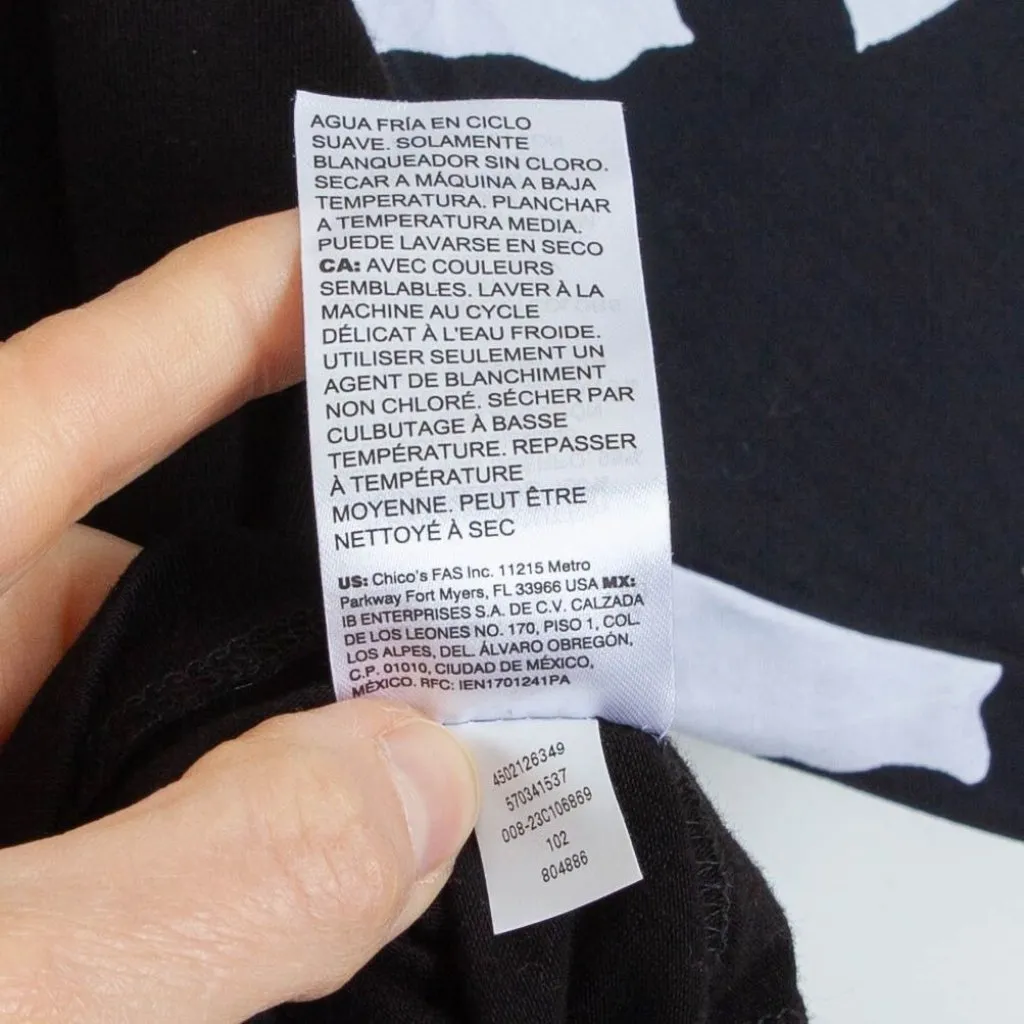 AGUA FRÍA EN CICLO
SUAVE. SOLAMENTE
BLANQUEADOR SIN CLORO.
SECAR A MÁQUINA A BAJA
TEMPERATURA. PLANCHAR
A TEMPERATURA MEDIA.
PUEDE LAVARSE EN SECO
CA: AVEC COULEURS
SEMBLABLES. LAVER À LA
MACHINE AU CYCLE
DÉLICAT À L'EAU FROIDE.
UTILISER SEULEMENT UN
AGENT DE BLANCHIMENT
NON CHLORÉ. SÉCHER PAR
CULBUTAGE À BASSE
TEMPÉRATURE. REPASSER
À TEMPÉRATURE
MOYENNE. PEUT ÊTRE
NETTOYÉ À SEC
US: Chico's FAS Inc. 11215 Metro
Parkway Fort Myers, FL 33966 USA MX:
IB ENTERPRISES S.A. DE C.V. CALZADA
DE LOS LEONES NO. 170, PISO 1, COL.
LOS ALPES, DEL. ÁLVARO OBREGÓN,
C.P. 01010, CIUDAD DE MÉXICO,
MÉXICO. RFC: IEN1701241PA
4502126349
570341537
008-23C106869
102
804886